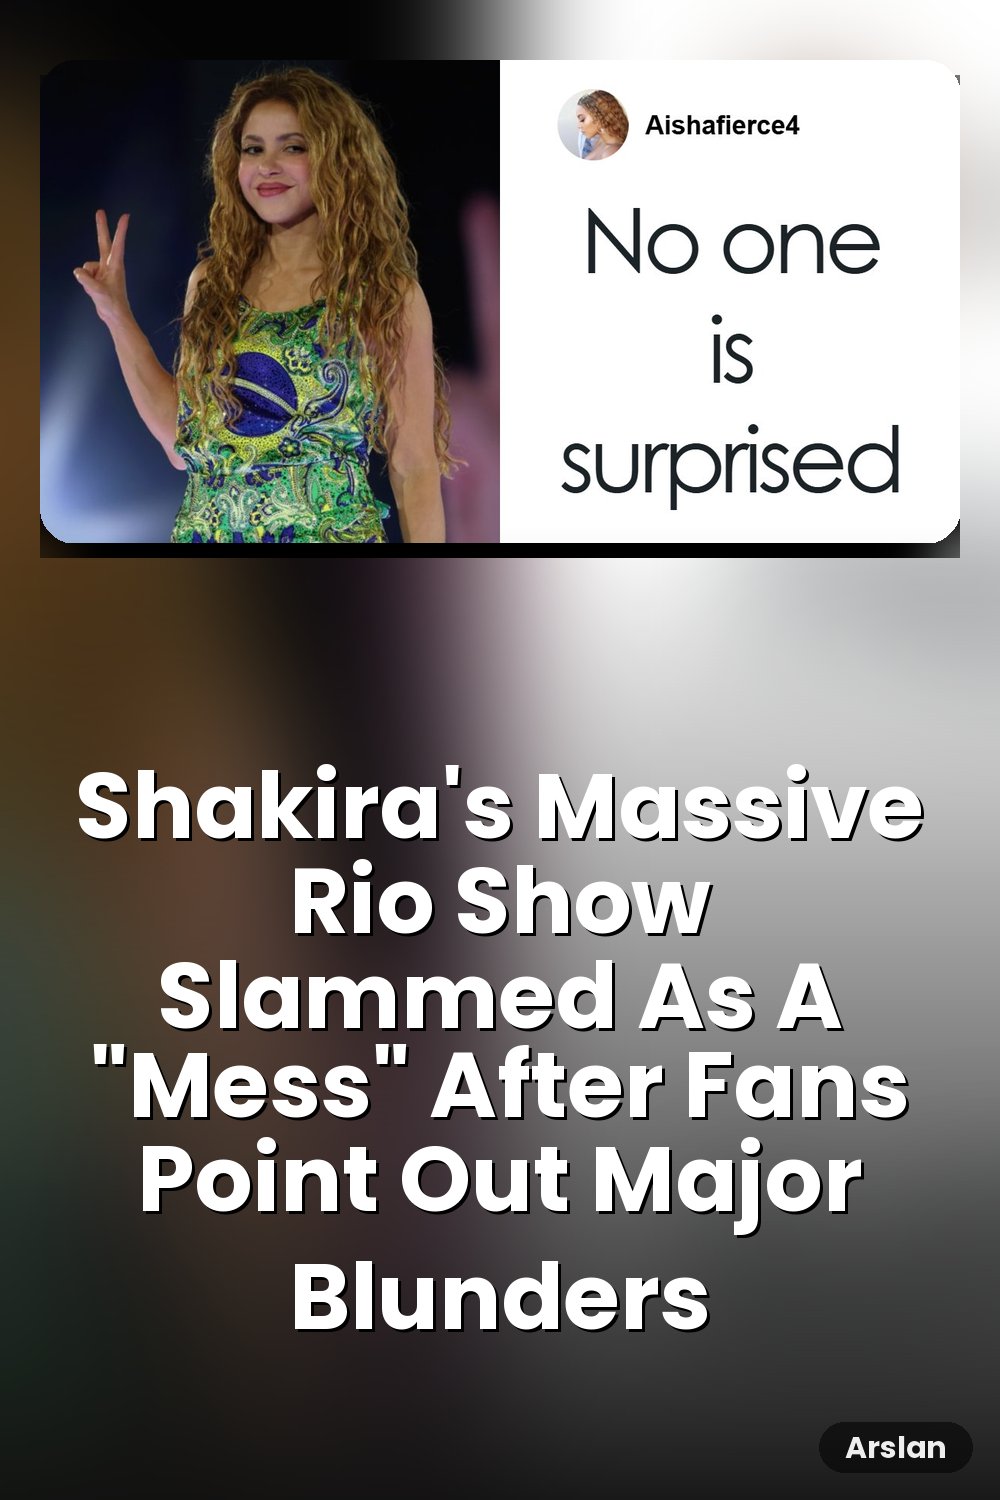 Aishafierce4
No one
is
surprised
Shakira's Massive
Rio Show
Slammed As A
"Mess" After Fans
Point Out Major
Blunders
Arslan